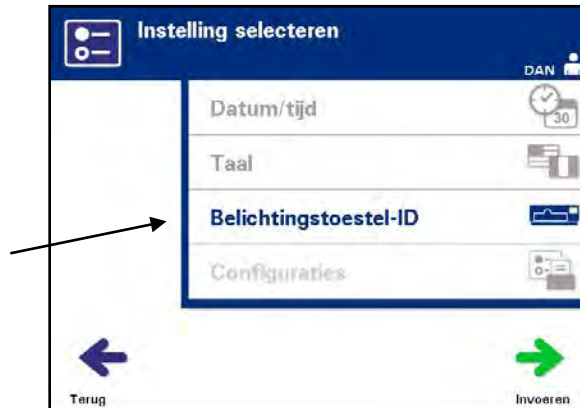 Instelling selecteren
DAN
Datum/tijd
30
Taal
Belichtingstoestel-ID
Configuraties
Terug
Invoeren